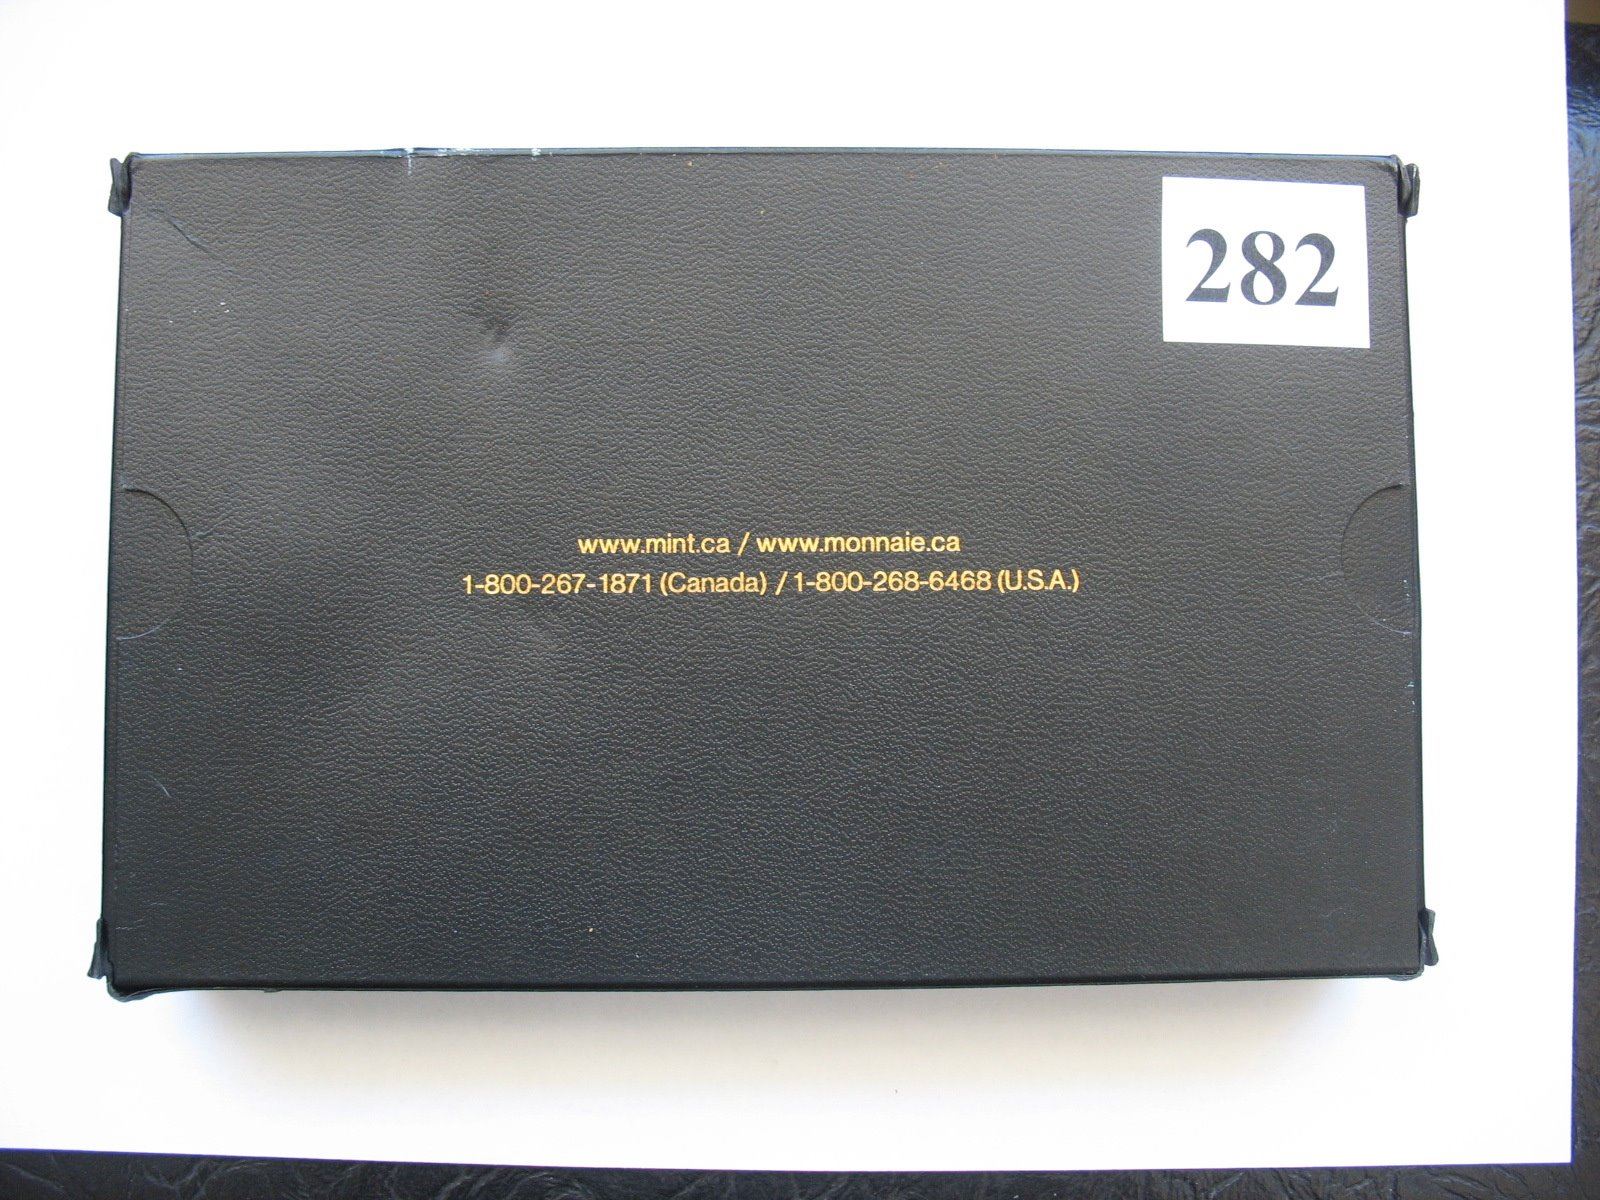 282
www.mint.ca / www.monnaie.ca
1-800-267-1871 (Canada) / 1-800-268-6468 (U.S.A.)